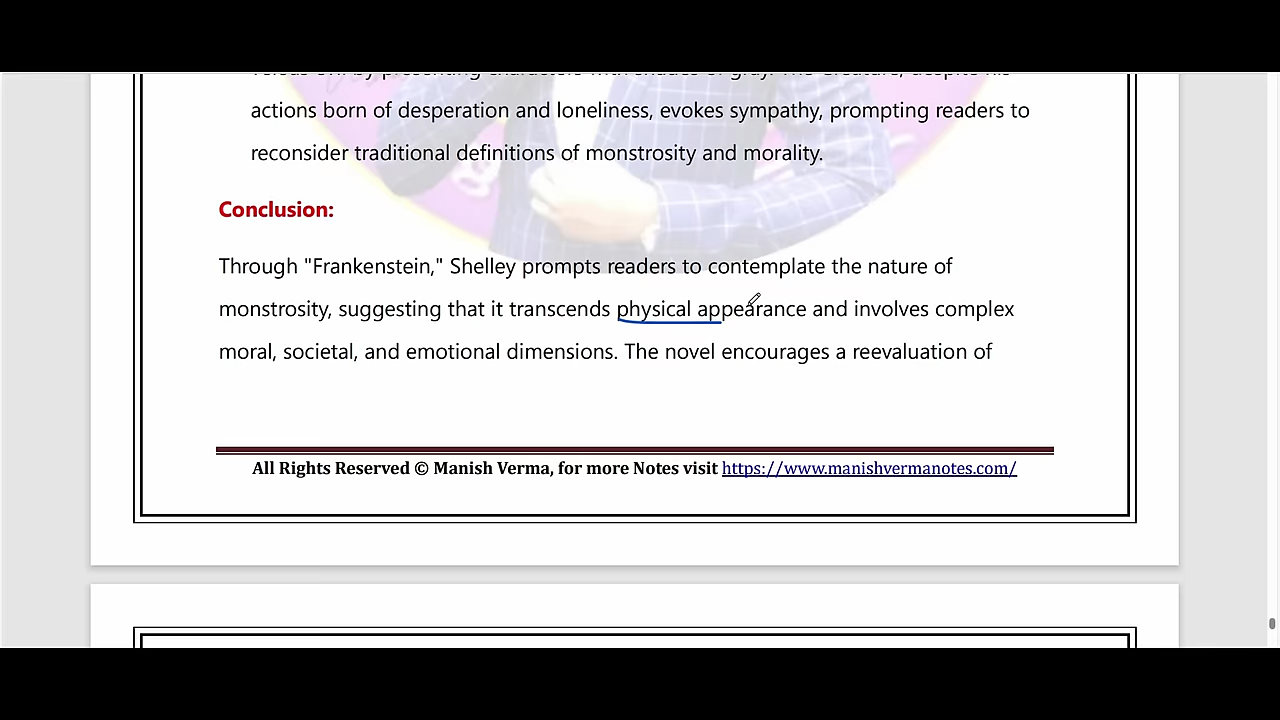 actions born of desperation and loneliness, evokes sympathy, prompting readers to
reconsider traditional definitions of monstrosity and morality.
Conclusion:
Through "Frankenstein," Shelley prompts readers to contemplate the nature of
monstrosity, suggesting that it transcends physical appearance and involves complex
moral, societal, and emotional dimensions. The novel encourages a reevaluation of
All Rights Reserved © Manish Verma, for more Notes visit https://www.manishvermanotes.com/